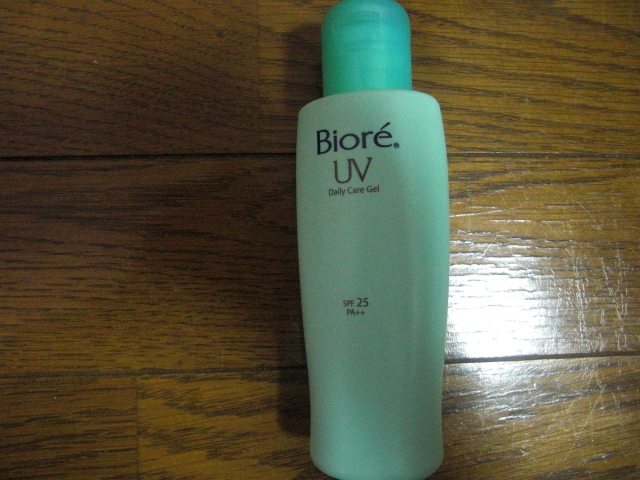 Bioré®
UV
Daily Care Gel
SPF 25
PA++